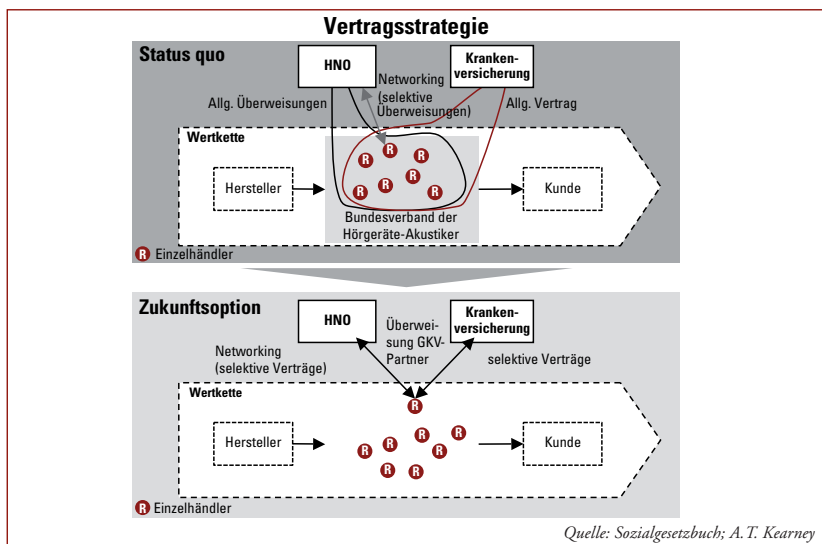 Vertragsstrategie
Status quo
HNO
Kranken-
versicherung
Networking
(selektive
Überweisungen)
Allg. Überweisungen
Allg. Vertrag
Wertkette
Hersteller
R
R
R
R
R
R
R
R
Kunde
Bundesverband der
Hörgeräte-Akustiker
R Einzelhändler
Zukunftsoption
HNO
Kranken-
versicherung
Überwei-
sung GKV-
Partner
Networking
(selektive Verträge)
selektive Verträge
Wertkette
R
Hersteller
R
R
R
R
R
R
R
Kunde
R Einzelhändler
Quelle: Sozialgesetzbuch; A.T. Kearney